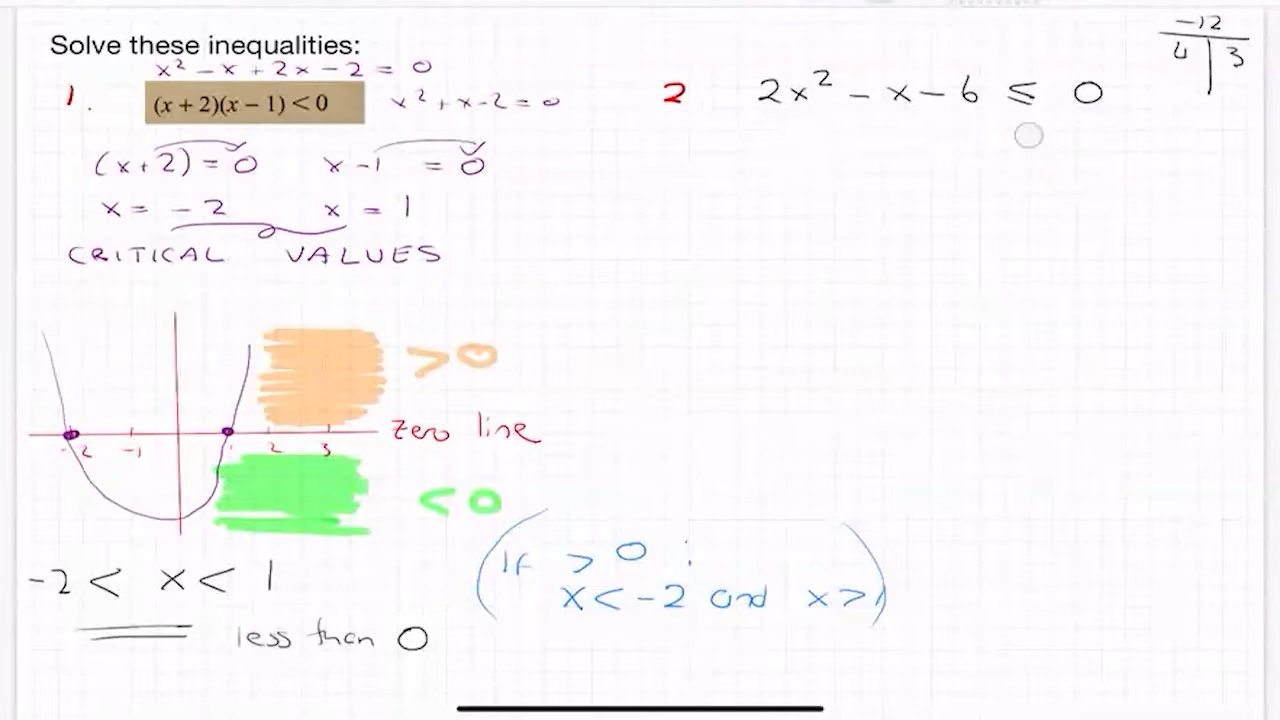 Solve these inequalities:
x² - x + 2x - 2 = 0
1. (x + 2)(x − 1) < 0
x² + x - 2 = 0
(x + 2) = 0 x - 1 = 0
x = - 2 x = 1
CRITICAL VALUES
> 0
zero line
-2 -1 1 2 3
< 0
-2 < x < 1
less than 0
(If > 0 :
x < -2 and x > 1)
2 2x² - x - 6 ≤ 0
-12
4 3